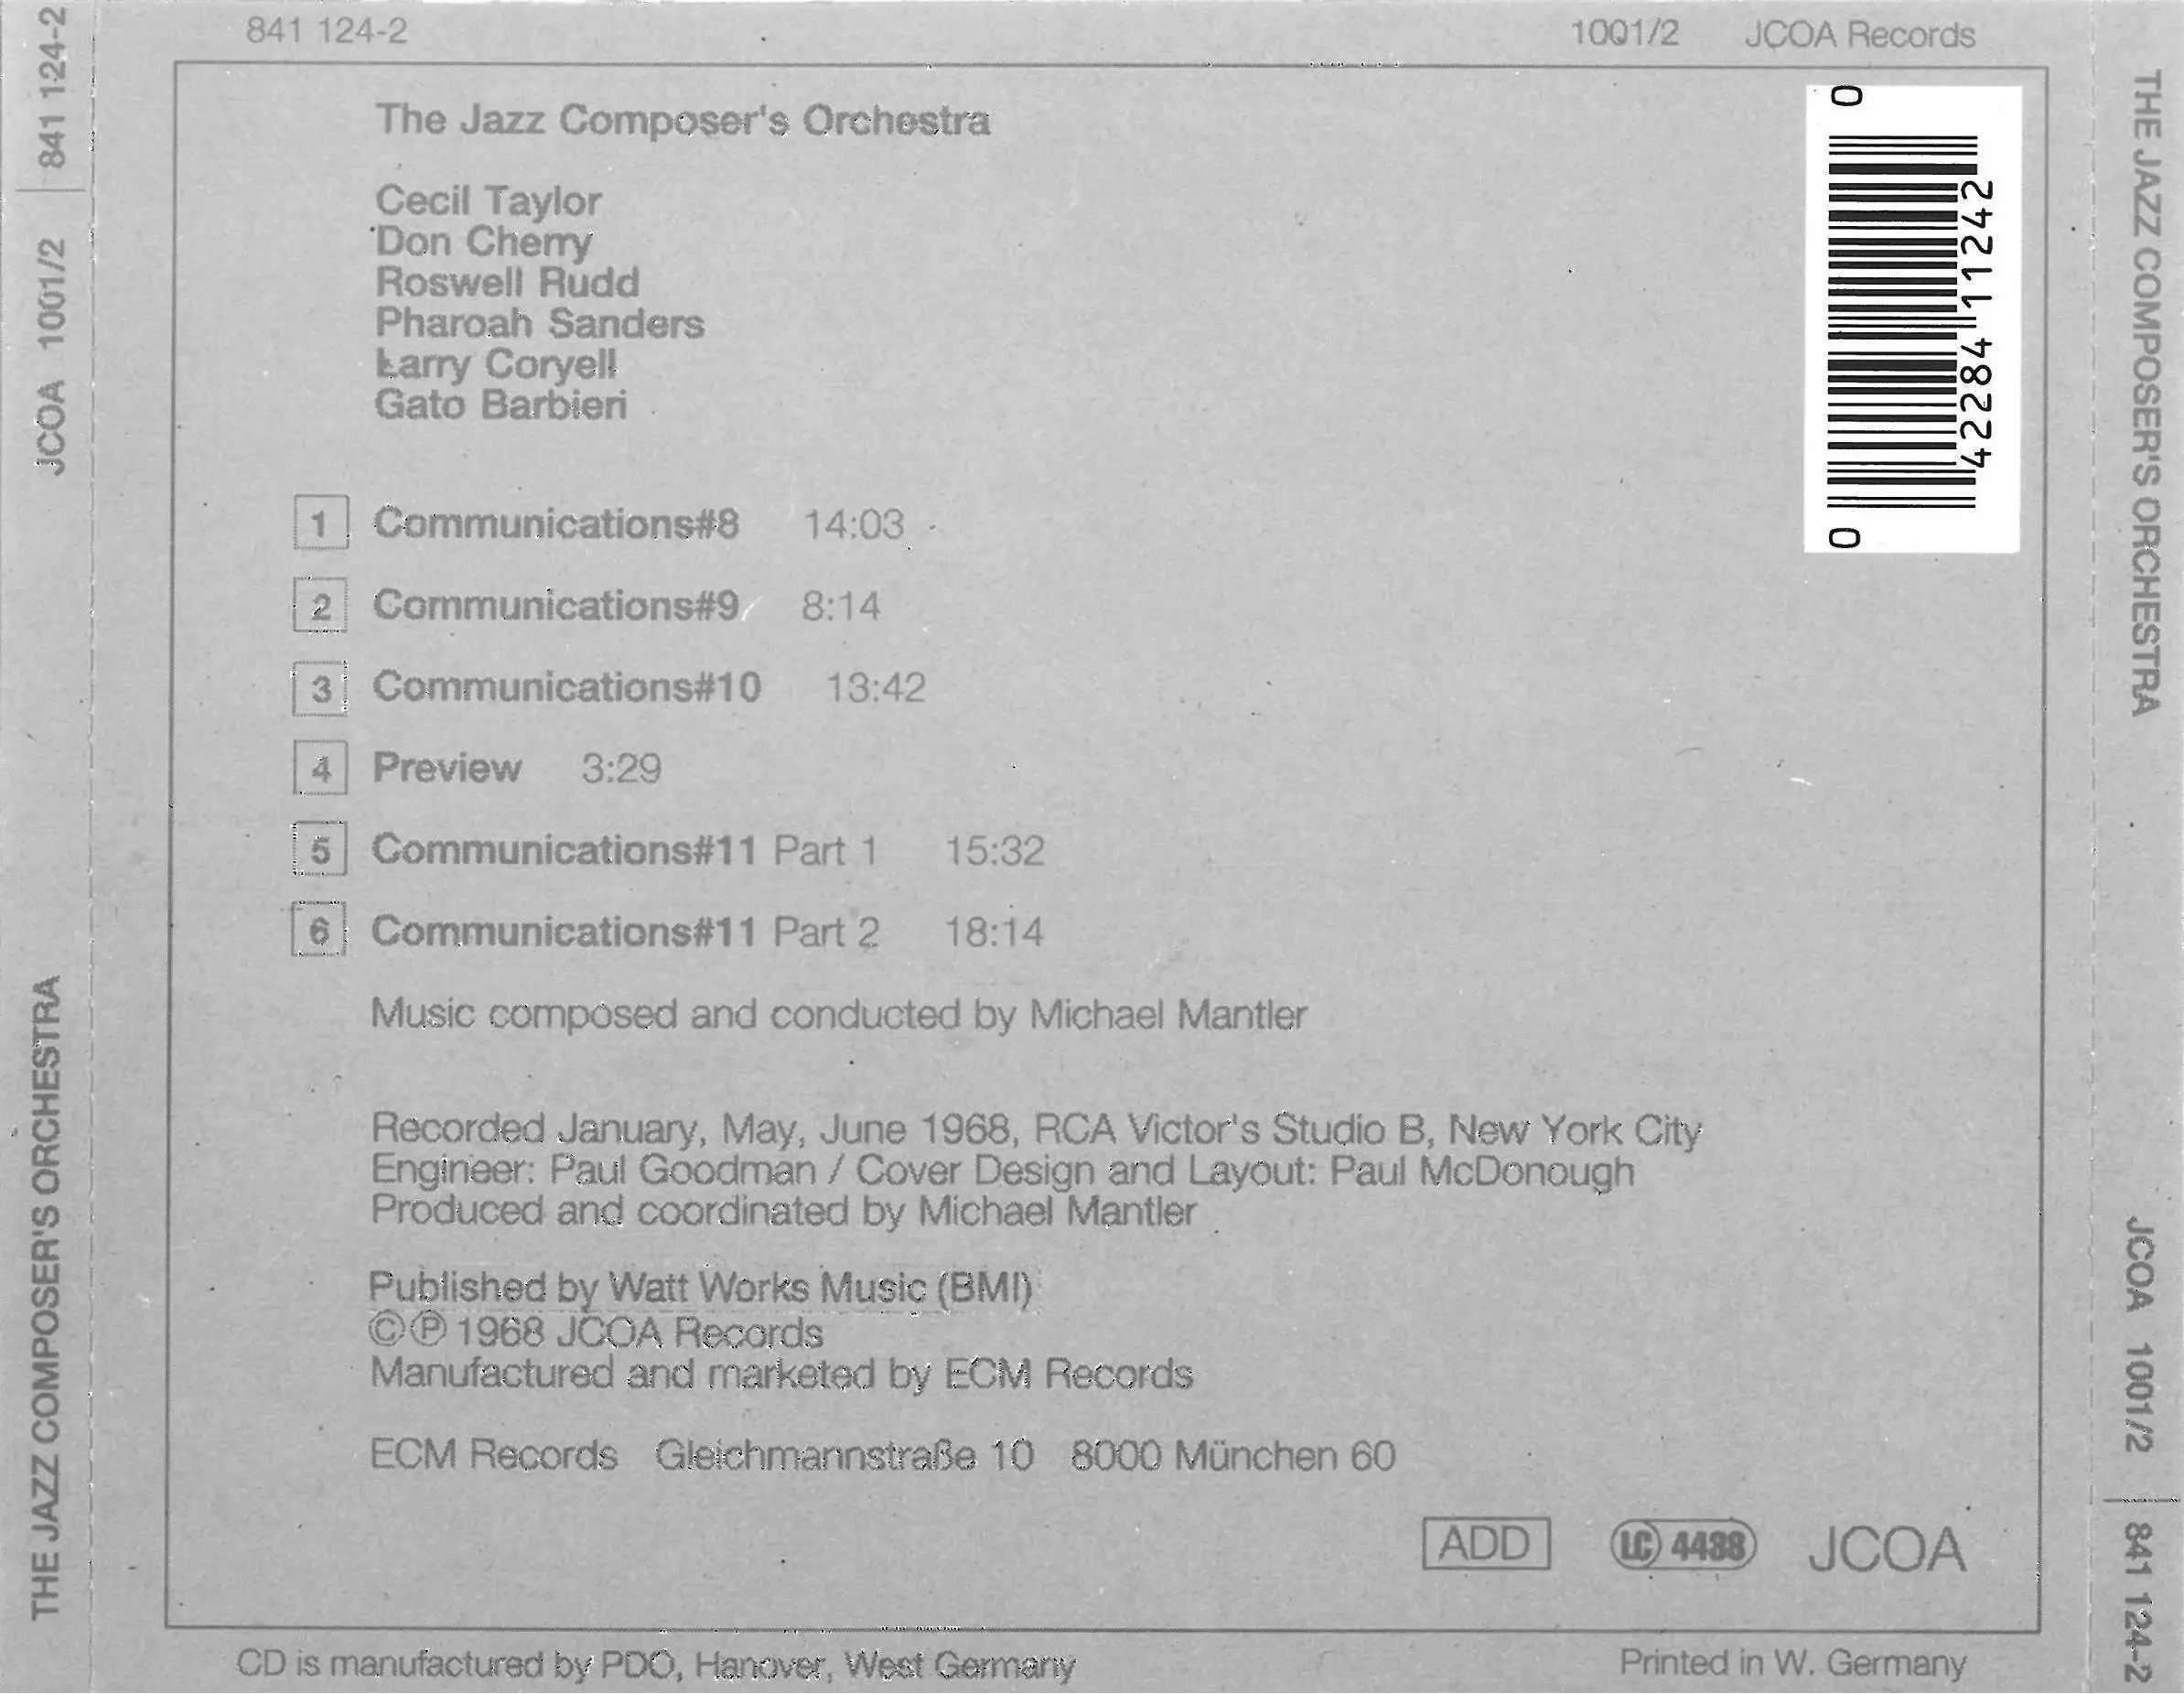 841 124-2 1001/2 JCOA Records
The Jazz Composer's Orchestra
Cecil Taylor
Don Cherry
Roswell Rudd
Pharoah Sanders
Larry Coryell
Gato Barbieri
1 Communications#8 14:03
2 Communications#9 8:14
3 Communications#10 13:42
4 Preview 3:29
5 Communications#11 Part 1 15:32
6 Communications#11 Part 2 18:14
Music composed and conducted by Michael Mantler
Recorded January, May, June 1968, RCA Victor's Studio B, New York City
Engineer: Paul Goodman / Cover Design and Layout: Paul McDonough
Produced and coordinated by Michael Mantler
Published by Watt Works Music (BMI)
©℗ 1968 JCOA Records
Manufactured and marketed by ECM Records
ECM Records Gleichmannstraße 10 8000 München 60
ADD LC 4438 JCOA
CD is manufactured by PDO, Hanover, West Germany Printed in W. Germany
0 42284 11242 0
THE JAZZ COMPOSER'S ORCHESTRA JCOA 1001/2 841 124-2
THE JAZZ COMPOSER'S ORCHESTRA JCOA 1001/2 841 124-2